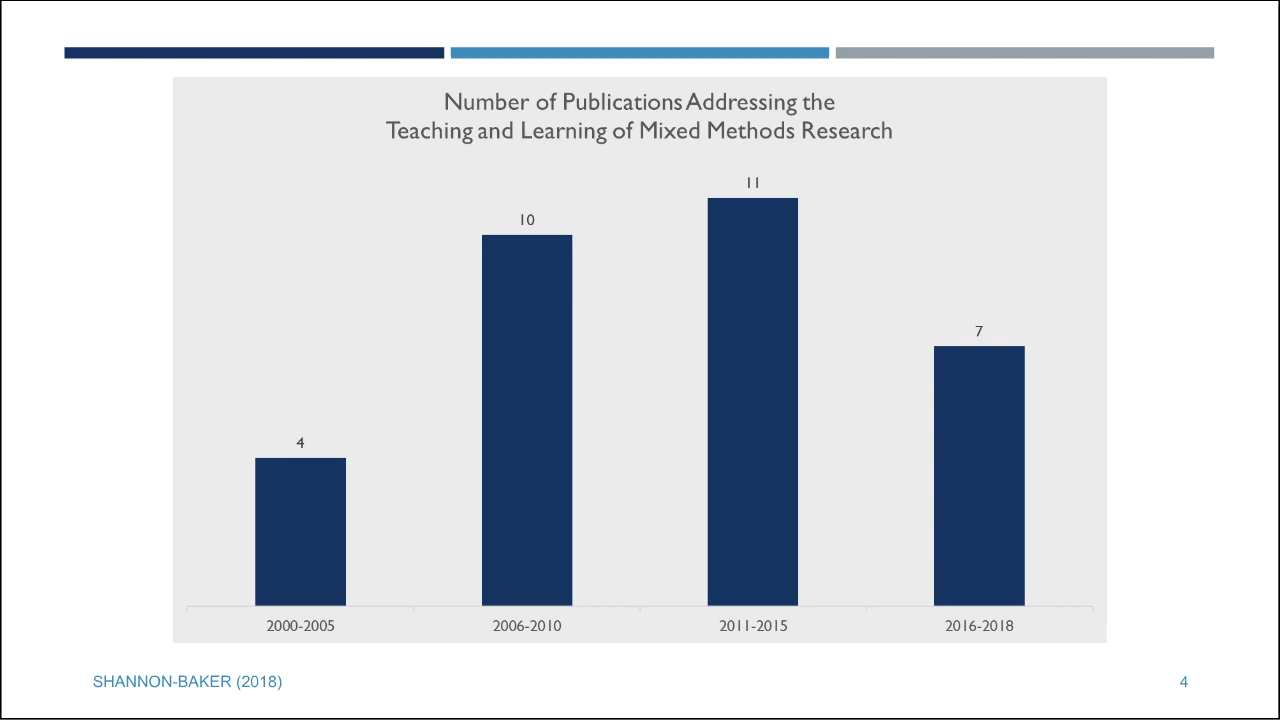 Number of Publications Addressing the
Teaching and Learning of Mixed Methods Research
11
10
7
4
2000-2005 2006-2010 2011-2015 2016-2018
SHANNON-BAKER (2018) 4